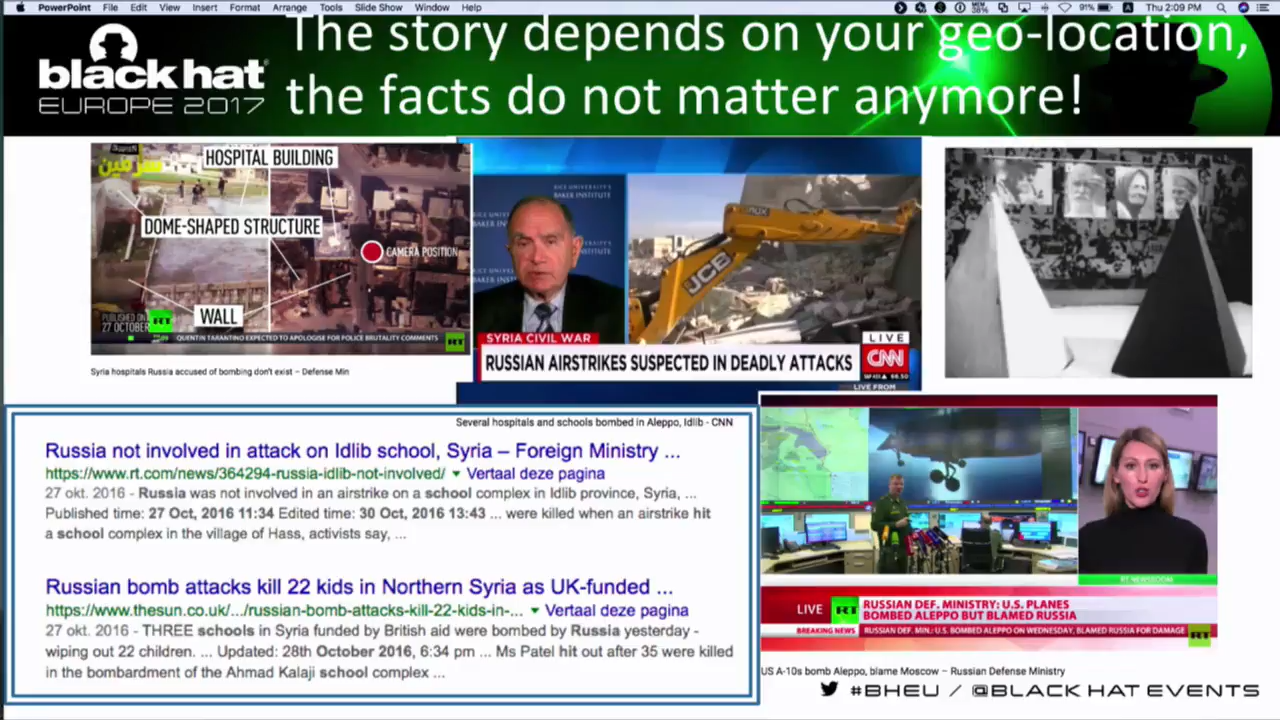 PowerPoint File Edit View Insert Format Arrange Tools Slide Show Window Help
91% Thu 2:09 PM
The story depends on your geo-location,
the facts do not matter anymore!
black hat
EUROPE 2017
سرمين
HOSPITAL BUILDING
DOME-SHAPED STRUCTURE
CAMERA POSITION
WALL
PUBLISHED ON
27 OCTOBER
RT
QUENTIN TARANTINO EXPECTED TO APOLOGISE FOR POLICE BRUTALITY COMMENTS
RT
Syria hospitals Russia accused of bombing don't exist – Defense Min
RICE UNIVERSITY'S
BAKER INSTITUTE
JCB
SYRIA CIVIL WAR
RUSSIAN AIRSTRIKES SUSPECTED IN DEADLY ATTACKS
LIVE
CNN
LIVE FROM
Several hospitals and schools bombed in Aleppo, Idlib - CNN
Russia not involved in attack on Idlib school, Syria – Foreign Ministry ...
https://www.rt.com/news/364294-russia-idlib-not-involved/ Vertaal deze pagina
27 okt. 2016 - Russia was not involved in an airstrike on a school complex in Idlib province, Syria, ...
Published time: 27 Oct, 2016 11:34 Edited time: 30 Oct, 2016 13:43 ... were killed when an airstrike hit
a school complex in the village of Hass, activists say, ...
Russian bomb attacks kill 22 kids in Northern Syria as UK-funded ...
https://www.thesun.co.uk/.../russian-bomb-attacks-kill-22-kids-in-... Vertaal deze pagina
27 okt. 2016 - THREE schools in Syria funded by British aid were bombed by Russia yesterday -
wiping out 22 children. ... Updated: 28th October 2016, 6:34 pm ... Ms Patel hit out after 35 were killed
in the bombardment of the Ahmad Kalaji school complex ...
RT NEWSROOM
LIVE RT RUSSIAN DEF. MINISTRY: U.S. PLANES
BOMBED ALEPPO BUT BLAMED RUSSIA
BREAKING NEWS RUSSIAN DEF. MIN.: U.S. BOMBED ALEPPO ON WEDNESDAY, BLAMED RUSSIA FOR DAMAGE RT
US A-10s bomb Aleppo, blame Moscow – Russian Defense Ministry
#BHEU / @BLACK HAT EVENTS